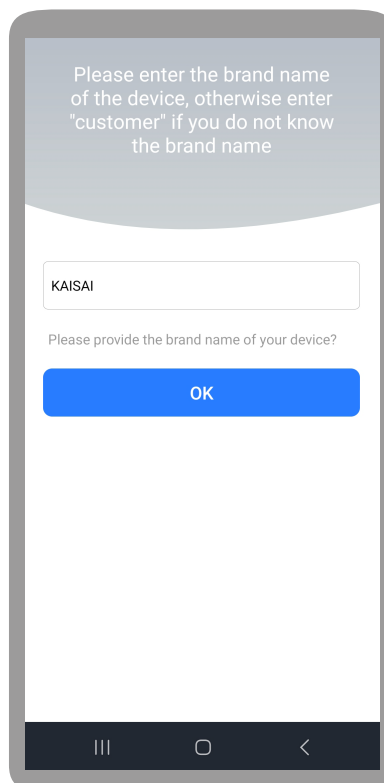 Please enter the brand name
of the device, otherwise enter
"customer" if you do not know
the brand name
KAISAI
Please provide the brand name of your device?
OK